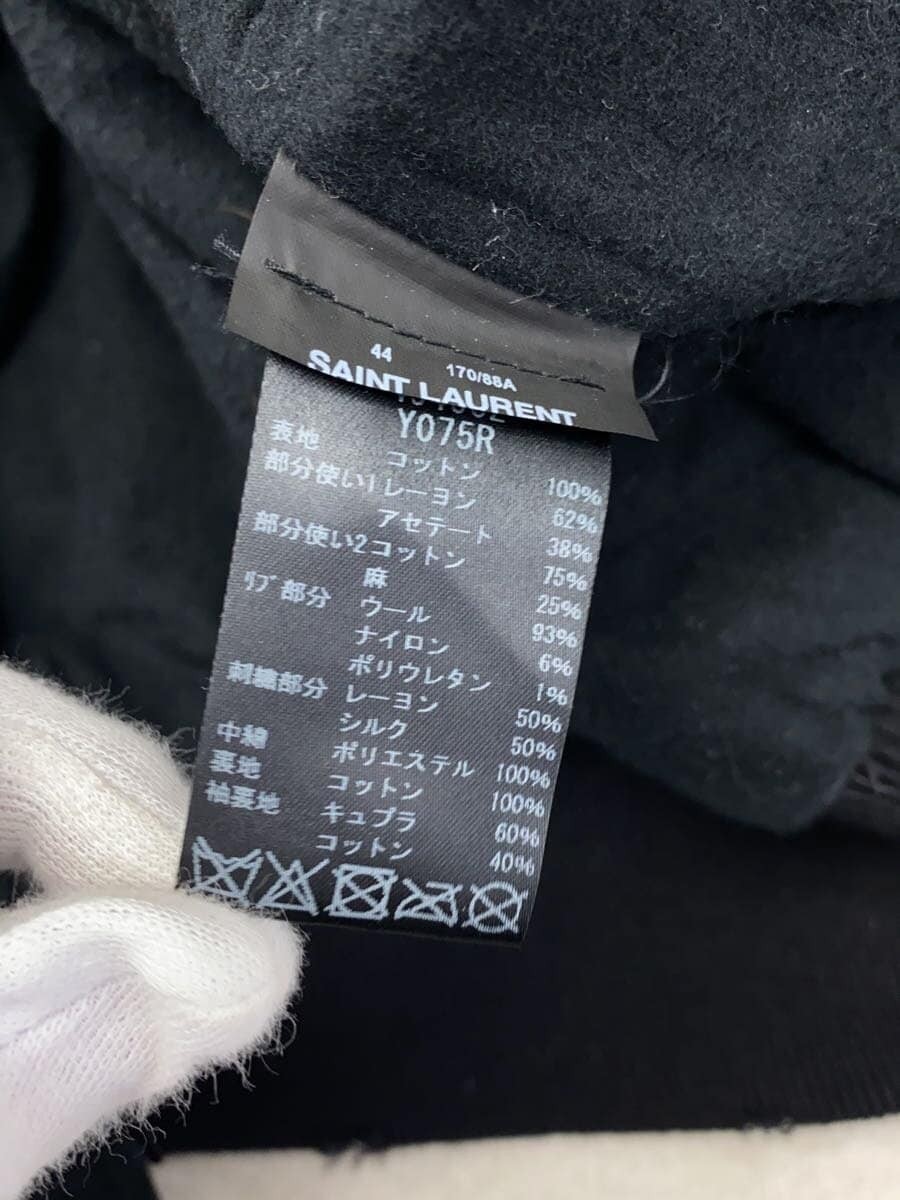 44 170/88A
SAINT LAURENT
Y075R
表地 コットン 100%
部分使い1 レーヨン 62%
アセテート 38%
部分使い2 コットン 75%
麻 25%
ﾘﾌﾞ部分 ウール 93%
ナイロン 6%
ポリウレタン 1%
刺繍部分 レーヨン 50%
シルク 50%
中綿 ポリエステル 100%
裏地 コットン 100%
袖裏地 キュプラ 60%
コットン 40%